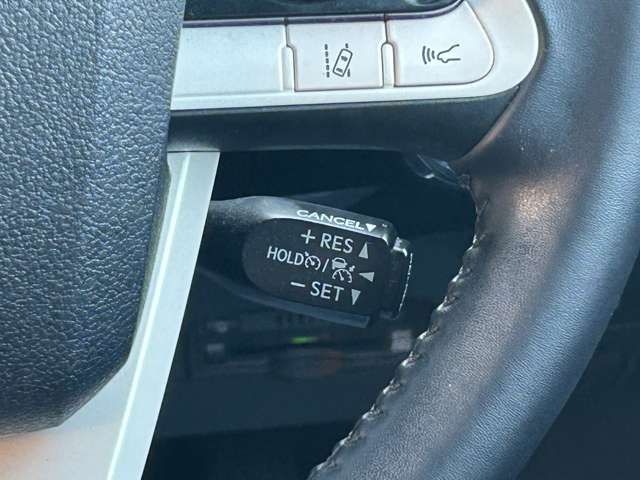 CANCEL▼
+ RES ▲
HOLD / ◀
− SET ▼